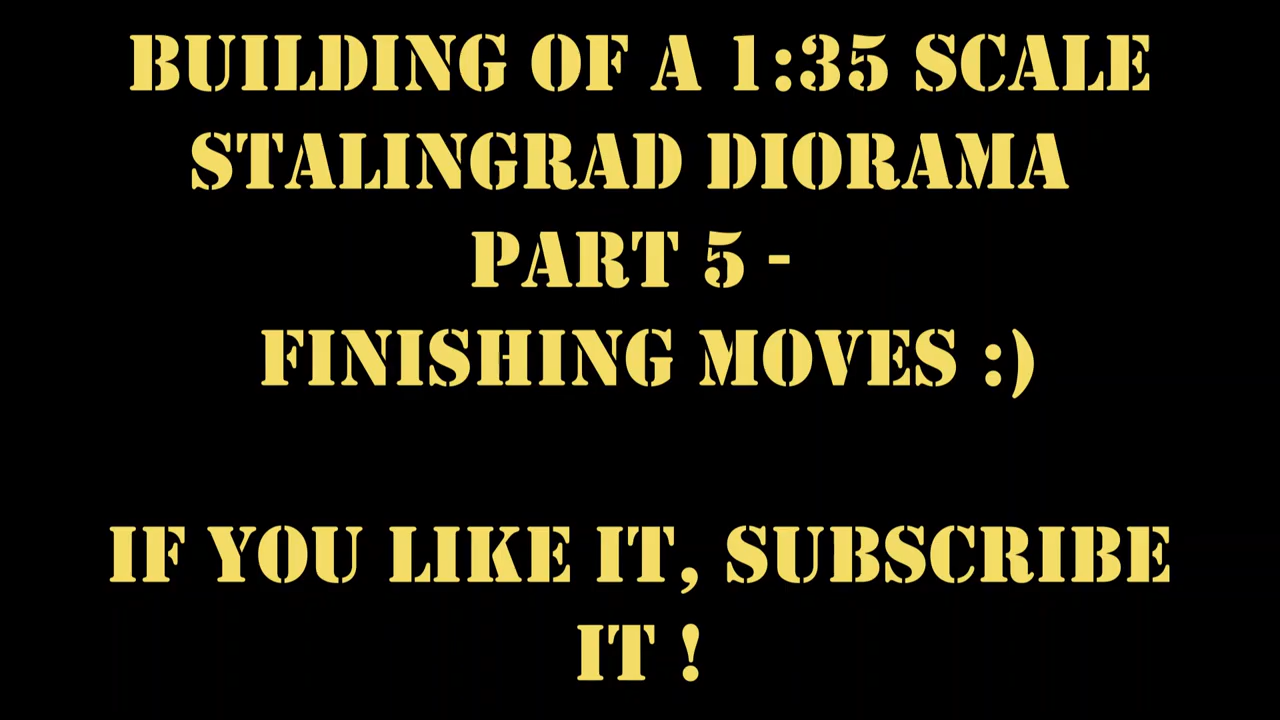 BUILDING OF A 1:35 SCALE
STALINGRAD DIORAMA
PART 5 -
FINISHING MOVES :)
IF YOU LIKE IT, SUBSCRIBE
IT !